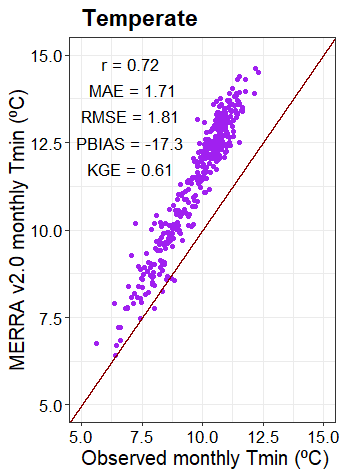 Temperate
r = 0.72
MAE = 1.71
RMSE = 1.81
PBIAS = -17.3
KGE = 0.61
MERRA v2.0 monthly Tmin (ºC)
15.0
12.5
10.0
7.5
5.0
5.0 7.5 10.0 12.5 15.0
Observed monthly Tmin (ºC)